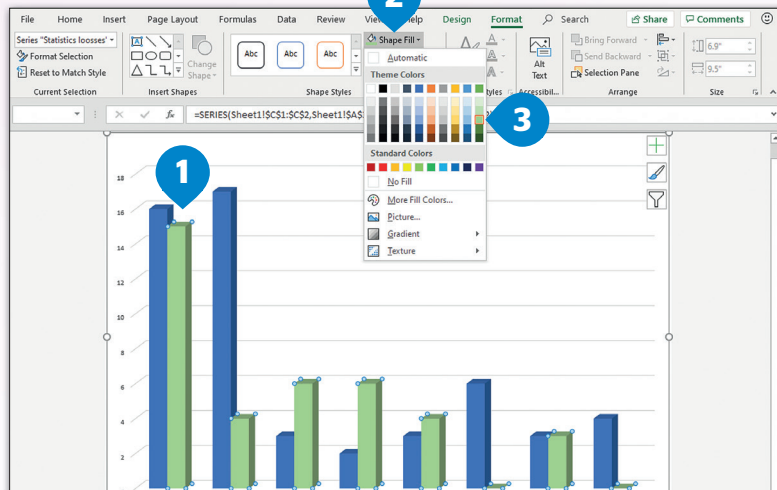 2
File Home Insert Page Layout Formulas Data Review View Help Design Format Search Share Comments
Series "Statistics loosses'
Format Selection
Reset to Match Style
Current Selection
Change
Shape
Insert Shapes
Abc Abc Abc
Shape Styles
Shape Fill
Automatic
Theme Colors
Standard Colors
No Fill
More Fill Colors...
Picture...
Gradient
Texture
A A A A
Alt
Text
Accessibil...
Bring Forward
Send Backward
Selection Pane
Arrange
6.9"
9.5"
Size
fx =SERIES(Sheet1!$C$1:$C$2,Sheet1!$A$
3
1
18
16
14
12
10
8
6
4
2